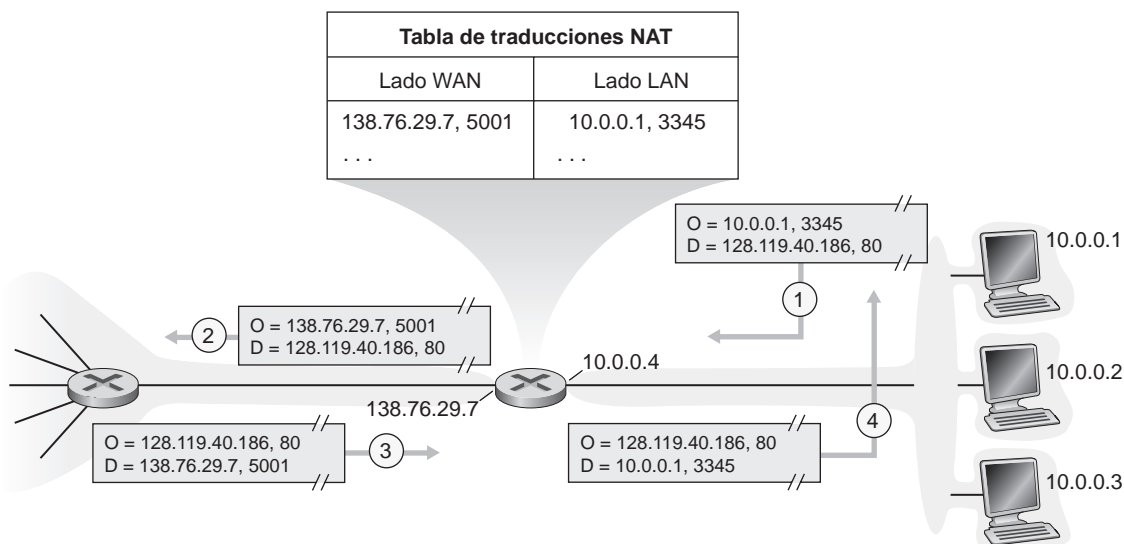 Tabla de traducciones NAT
Lado WAN Lado LAN
138.76.29.7, 5001 10.0.0.1, 3345
. . . . . .
O = 10.0.0.1, 3345
D = 128.119.40.186, 80
10.0.0.1
1
2
O = 138.76.29.7, 5001
D = 128.119.40.186, 80
10.0.0.4
10.0.0.2
138.76.29.7
4
O = 128.119.40.186, 80
D = 138.76.29.7, 5001
3
O = 128.119.40.186, 80
D = 10.0.0.1, 3345
10.0.0.3